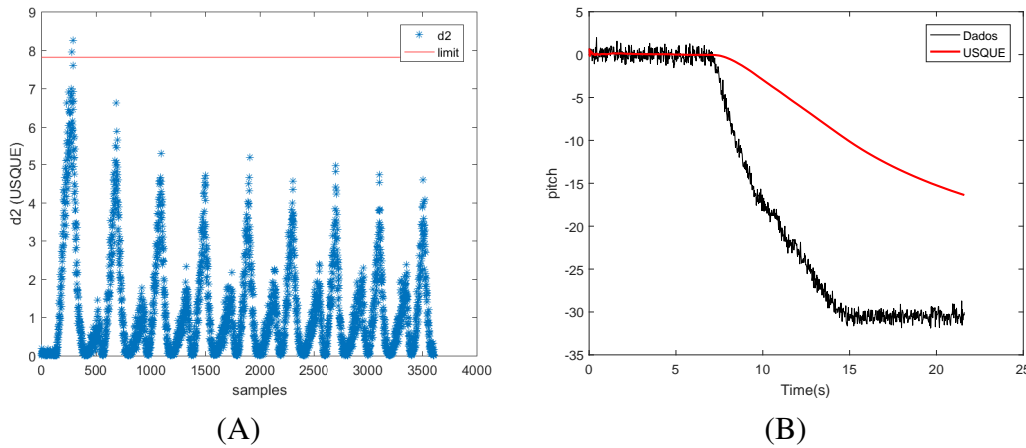 9
8
7
6
5
4
3
2
1
0
d2 (USQUE)
0 500 1000 1500 2000 2500 3000 3500 4000
samples
d2
limit
(A)
5
0
-5
-10
-15
-20
-25
-30
-35
pitch
0 5 10 15 20 25
Time(s)
Dados
USQUE
(B)